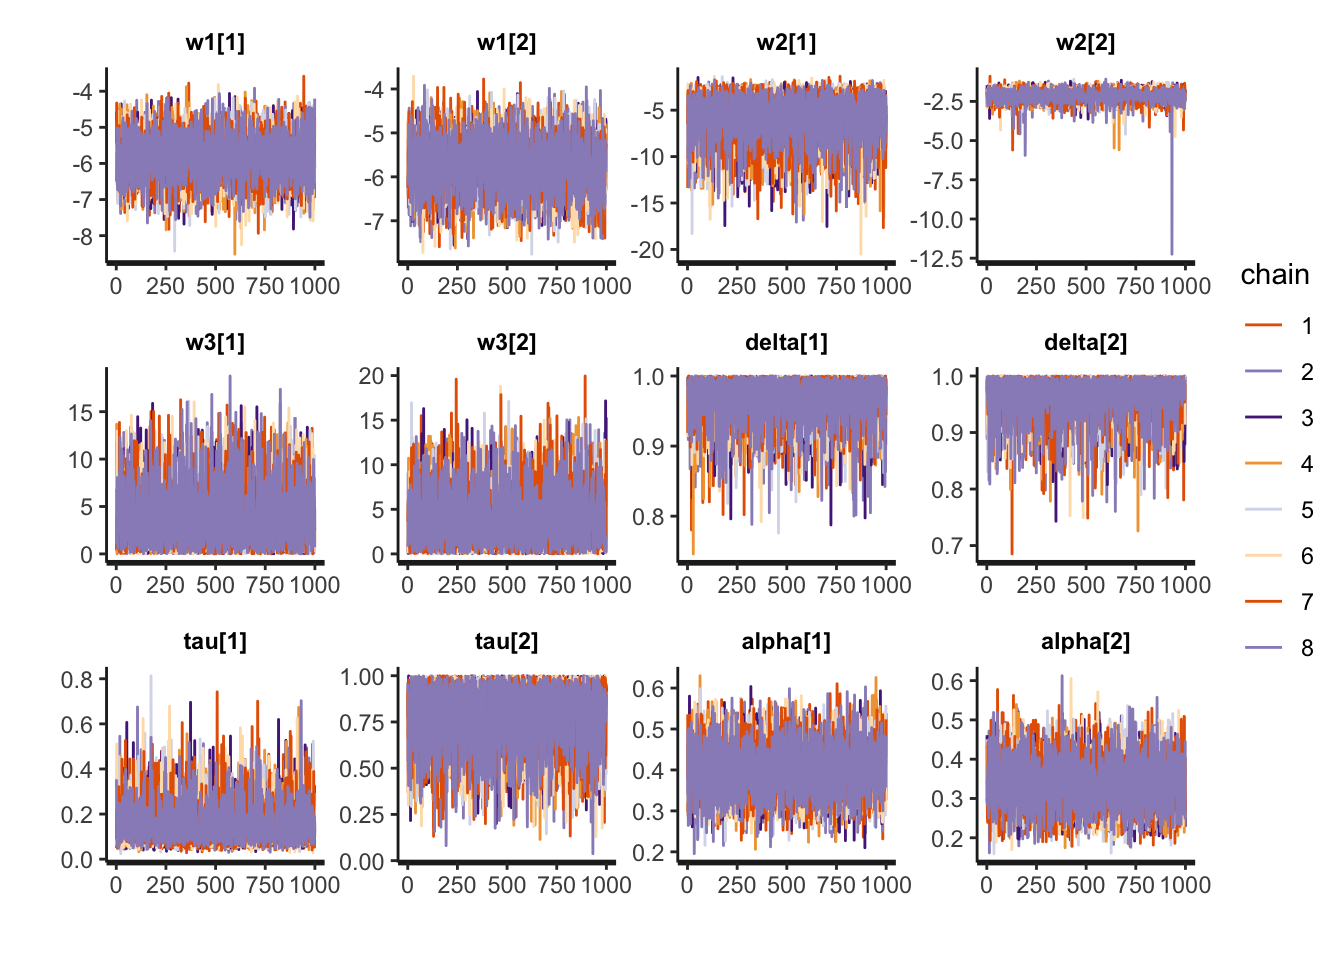 w1[1] w1[2] w2[1] w2[2]
-4 -5 -6 -7 -8
-4 -5 -6 -7
-5 -10 -15 -20
-2.5 -5.0 -7.5 -10.0 -12.5
0 250 500 750 1000 0 250 500 750 1000 0 250 500 750 1000 0 250 500 750 1000
w3[1] w3[2] delta[1] delta[2]
15 10 5 0
20 15 10 5 0
1.0 0.9 0.8
1.0 0.9 0.8 0.7
0 250 500 750 1000 0 250 500 750 1000 0 250 500 750 1000 0 250 500 750 1000
tau[1] tau[2] alpha[1] alpha[2]
0.8 0.6 0.4 0.2 0.0
1.00 0.75 0.50 0.25 0.00
0.6 0.5 0.4 0.3 0.2
0.6 0.5 0.4 0.3 0.2
0 250 500 750 1000 0 250 500 750 1000 0 250 500 750 1000 0 250 500 750 1000
chain
1
2
3
4
5
6
7
8